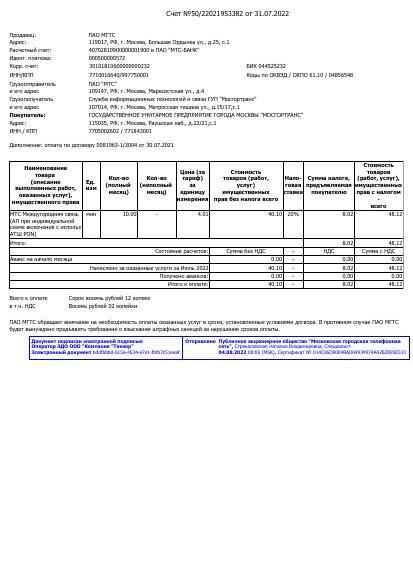 Счет №50/22021953382 от 31.07.2022
Продавец: ПАО МГТС
Адрес: 119017, РФ, г. Москва, Большая Ордынка ул., д.25, с.1
Расчетный счет: в ПАО "МТС-БАНК"
Идент. платежа: 000500000572
Корр. счет: БИК 044525232
ИНН/КПП 7710016640/997750001 Коды по ОКВЭД / ОКПО 61.10 / 04856548
Грузоотправитель ПАО "МГТС"
и его адрес 109147, РФ, г. Москва, Марксистская ул., д.4
Грузополучатель Служба информационных технологий и связи ГУП "Мосгортранс"
и его адрес 107014, РФ, г. Москва, Матросская тишина ул., д.15/17,с.1
Покупатель: ГОСУДАРСТВЕННОЕ УНИТАРНОЕ ПРЕДПРИЯТИЕ ГОРОДА МОСКВЫ "МОСГОРТРАНС"
Адрес: 115035, РФ, г. Москва, Раушская наб., д.22/21,с.1
ИНН / КПП 7705002602 / 771843001
Дополнение: оплата по договору 0081963-1/2004 от 30.07.2021
Наименование товара (описание выполненных работ, оказанных услуг), имущественного права
Ед. изм
Кол-во (полный месяц)
Кол-во (неполный месяц)
Цена (за тариф) за единицу измерения
Стоимость товаров (работ, услуг) имущественных прав без налога всего
Нало-говая ставка
Сумма налога, предъявляемая покупателю
Стоимость товаров (работ, услуг), имущественных прав с налогом - всего
МТС Междугородная связь (АП при индивидуальной схеме включения с использ АТШ PON) мин 10.00 - 4.01 40.10 20% 8.02 48.12
Итого: 8.02 48.12
Состояние расчетов: Сумма без НДС - Сумма НДС Сумма с НДС
Аванс на начало месяца 0.00 - 0.00 0.00
Начислено за оказанные услуги за Июль 2022 40.10 - 8.02 48.12
Получено авансов: 0.00 - 0.00 0.00
Итого к оплате: 40.10 - 8.02 48.12
Всего к оплате Сорок восемь рублей 12 копеек
в т.ч. НДС Восемь рублей 02 копейки
ПАО МГТС обращает внимание на необходимость оплаты оказанных услуг в сроки, установленные условиями договора. В противном случае ПАО МГТС
будет вынуждено предъявить требование о взыскании штрафных санкций за нарушение сроков оплаты.
Документ подписан электронной подписью
Оператор ЭДО ООО "Компания "Тензор"
Электронный документ
Отправлено Публичное акционерное общество "Московская городская телефонная
сеть", Наталья Владимировна, Специалист
04.08.2022 08:06 (MSK), Сертификат №